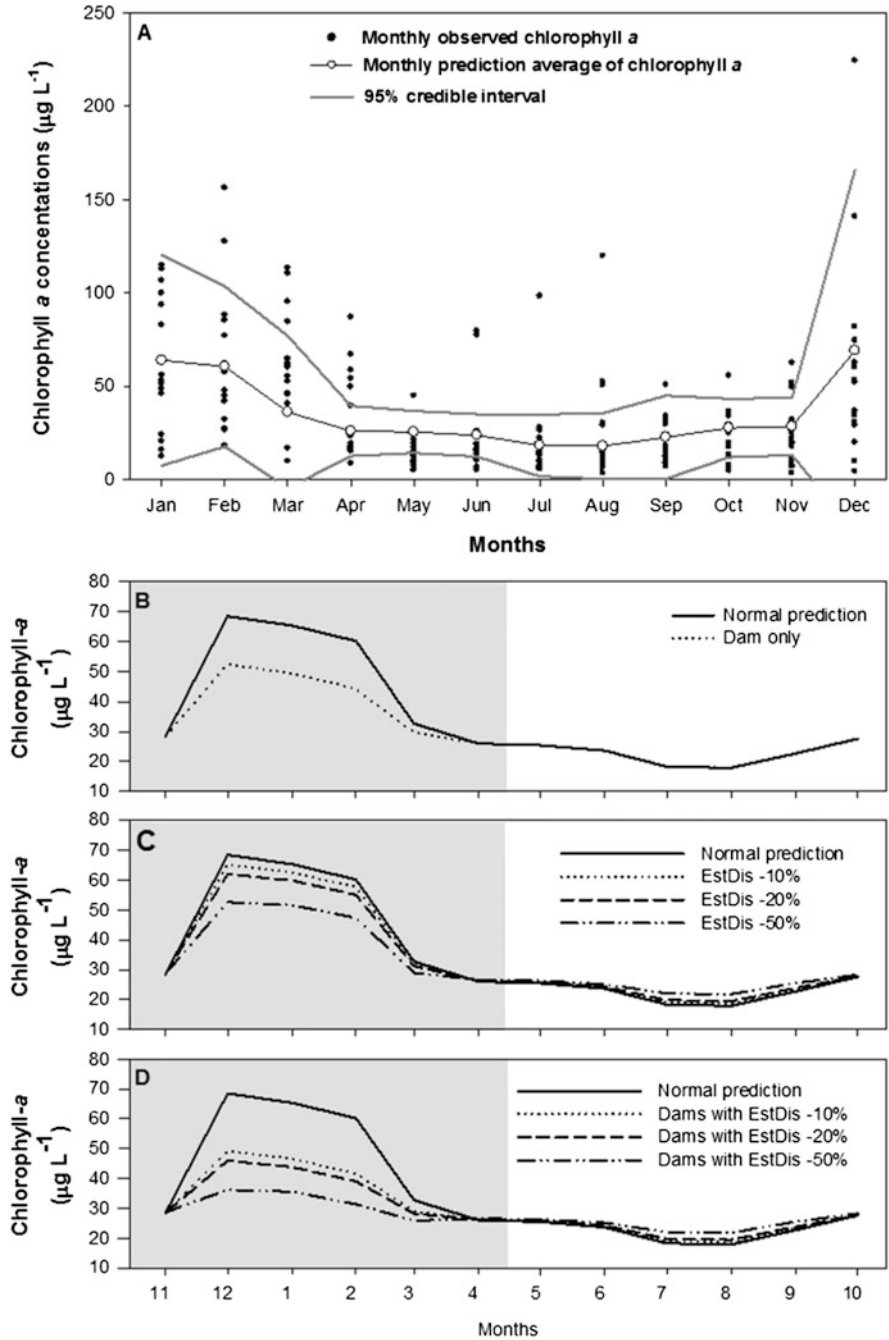 A
Monthly observed chlorophyll a
Monthly prediction average of chlorophyll a
95% credible interval
Chlorophyll a concentations (µg L-1)
250
200
150
100
50
0
Jan Feb Mar Apr May Jun Jul Aug Sep Oct Nov Dec
Months
B
Normal prediction
Dam only
Chlorophyll-a
(µg L-1)
80
70
60
50
40
30
20
10
C
Normal prediction
EstDis -10%
EstDis -20%
EstDis -50%
Chlorophyll-a
(µg L-1)
80
70
60
50
40
30
20
10
D
Normal prediction
Dams with EstDis -10%
Dams with EstDis -20%
Dams with EstDis -50%
Chlorophyll-a
(µg L-1)
80
70
60
50
40
30
20
10
11 12 1 2 3 4 5 6 7 8 9 10
Months